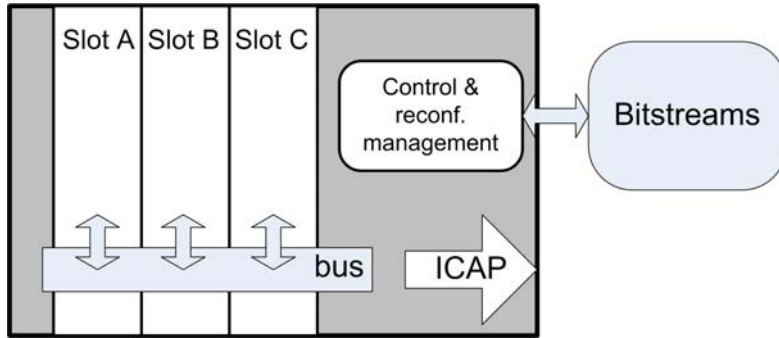 Slot A Slot B Slot C
Control &
reconf.
management
Bitstreams
bus
ICAP